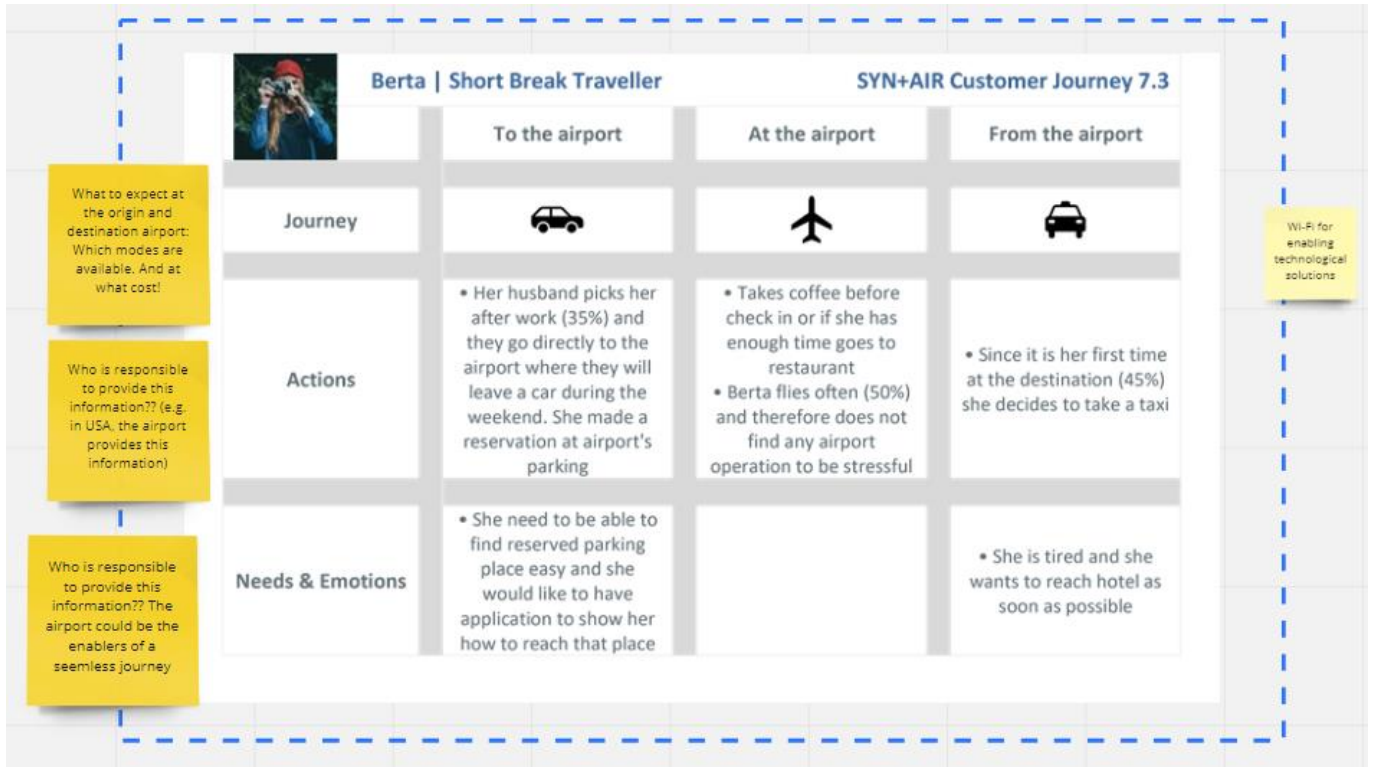 Berta | Short Break Traveller
SYN+AIR Customer Journey 7.3
To the airport
At the airport
From the airport
Journey
Actions
• Her husband picks her
after work (35%) and
they go directly to the
airport where they will
leave a car during the
weekend. She made a
reservation at airport's
parking
• Takes coffee before
check in or if she has
enough time goes to
restaurant
• Berta flies often (50%)
and therefore does not
find any airport
operation to be stressful
• Since it is her first time
at the destination (45%)
she decides to take a taxi
Needs & Emotions
• She need to be able to
find reserved parking
place easy and she
would like to have
application to show her
how to reach that place
• She is tired and she
wants to reach hotel as
soon as possible
What to expect at
the origin and
destination airport:
Which modes are
available. And at
what cost!
Who is responsible
to provide this
information?? (e.g.
in USA, the airport
provides this
information)
Who is responsible
to provide this
information?? The
airport could be the
enablers of a
seemless journey
Wi-Fi for
enabling
technological
solutions